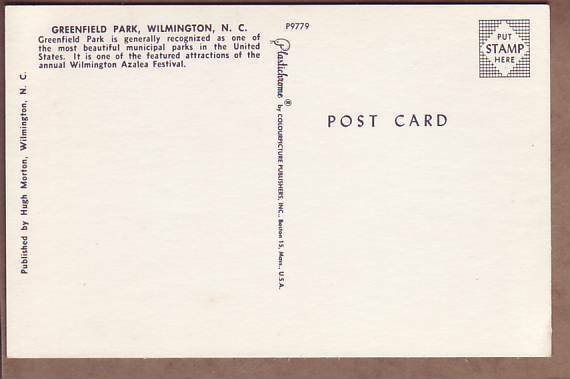 GREENFIELD PARK, WILMINGTON, N. C.
Greenfield Park is generally recognized as one of
the most beautiful municipal parks in the United
States. It is one of the featured attractions of the
annual Wilmington Azalea Festival.
Published by Hugh Morton, Wilmington, N. C.
P9779
Plastichrome ® by COLOURPICTURE PUBLISHERS, INC., Boston 15, Mass., U.S.A.
POST CARD
PUT
STAMP
HERE